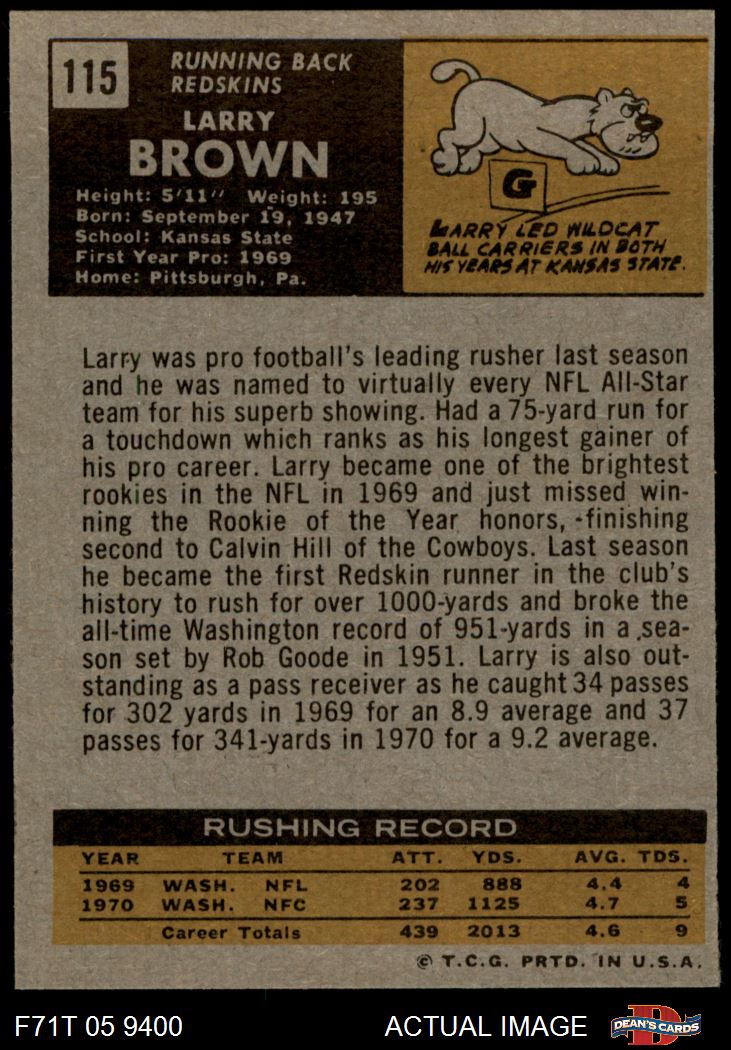 115
RUNNING BACK
REDSKINS
LARRY
BROWN
Height: 5'11" Weight: 195
Born: September 19, 1947
School: Kansas State
First Year Pro: 1969
Home: Pittsburgh, Pa.
G
LARRY LED WILDCAT
BALL CARRIERS IN BOTH
HIS YEARS AT KANSAS STATE.
Larry was pro football's leading rusher last season
and he was named to virtually every NFL All-Star
team for his superb showing. Had a 75-yard run for
a touchdown which ranks as his longest gainer of
his pro career. Larry became one of the brightest
rookies in the NFL in 1969 and just missed win-
ning the Rookie of the Year honors, -finishing
second to Calvin Hill of the Cowboys. Last season
he became the first Redskin runner in the club's
history to rush for over 1000-yards and broke the
all-time Washington record of 951-yards in a sea-
son set by Rob Goode in 1951. Larry is also out-
standing as a pass receiver as he caught 34 passes
for 302 yards in 1969 for an 8.9 average and 37
passes for 341-yards in 1970 for a 9.2 average.
RUSHING RECORD
YEAR TEAM ATT. YDS. AVG. TDS.
1969 WASH. NFL 202 888 4.4 4
1970 WASH. NFC 237 1125 4.7 5
Career Totals 439 2013 4.6 9
© T.C.G. PRTD. IN U.S.A.
F71T 05 9400 ACTUAL IMAGE D DEAN'S CARDS